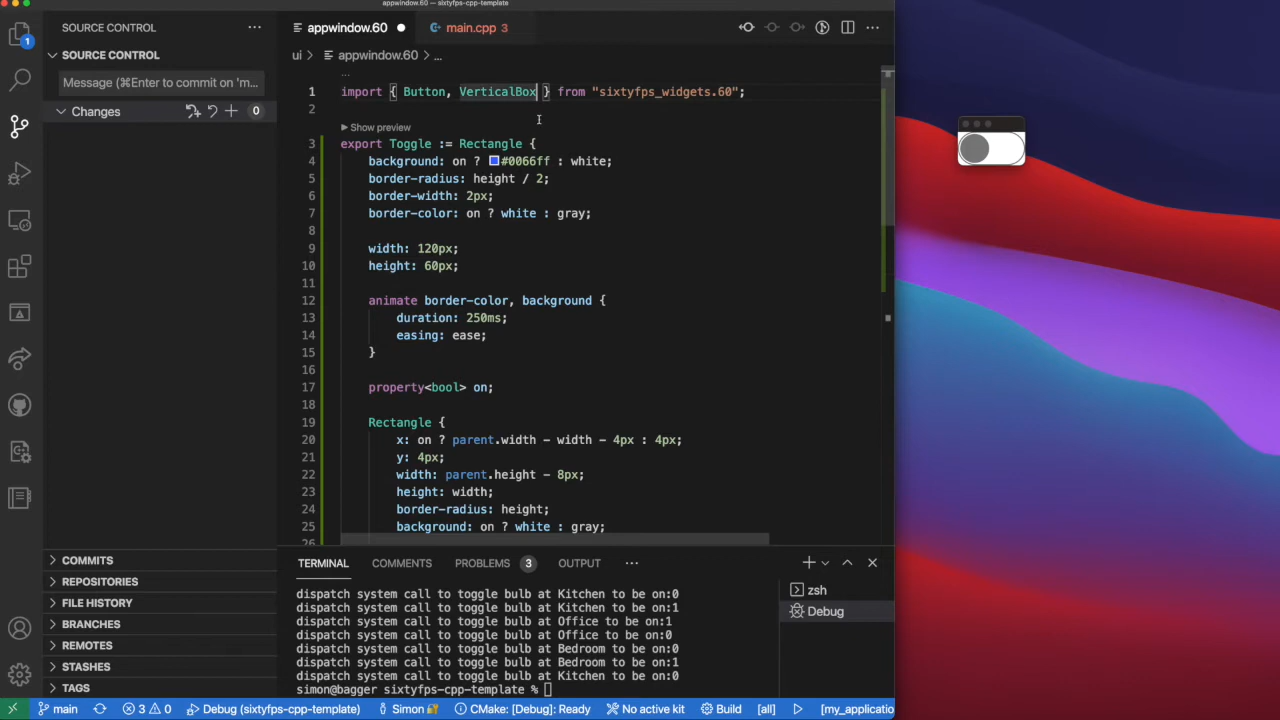 appwindow.60 — sixtyfps-cpp-template
SOURCE CONTROL
appwindow.60
main.cpp 3
SOURCE CONTROL
ui > appwindow.60 > ...
Message (⌘Enter to commit on 'm...
Changes 0
1
...
1 import { Button, VerticalBox } from "sixtyfps_widgets.60";
2
Show preview
3 export Toggle := Rectangle {
4 background: on ? #0066ff : white;
5 border-radius: height / 2;
6 border-width: 2px;
7 border-color: on ? white : gray;
8
9 width: 120px;
10 height: 60px;
11
12 animate border-color, background {
13 duration: 250ms;
14 easing: ease;
15 }
16
17 property<bool> on;
18
19 Rectangle {
20 x: on ? parent.width - width - 4px : 4px;
21 y: 4px;
22 width: parent.height - 8px;
23 height: width;
24 border-radius: height;
25 background: on ? white : gray;
26
COMMITS
REPOSITORIES
FILE HISTORY
BRANCHES
REMOTES
STASHES
TAGS
TERMINAL COMMENTS PROBLEMS 3 OUTPUT ...
dispatch system call to toggle bulb at Kitchen to be on:0
dispatch system call to toggle bulb at Kitchen to be on:1
dispatch system call to toggle bulb at Office to be on:1
dispatch system call to toggle bulb at Office to be on:0
dispatch system call to toggle bulb at Bedroom to be on:0
dispatch system call to toggle bulb at Bedroom to be on:1
dispatch system call to toggle bulb at Kitchen to be on:0
simon@bagger sixtyfps-cpp-template %
zsh
Debug
main 3 0 Debug (sixtyfps-cpp-template) Simon CMake: [Debug]: Ready No active kit Build [all] [my_applicatio